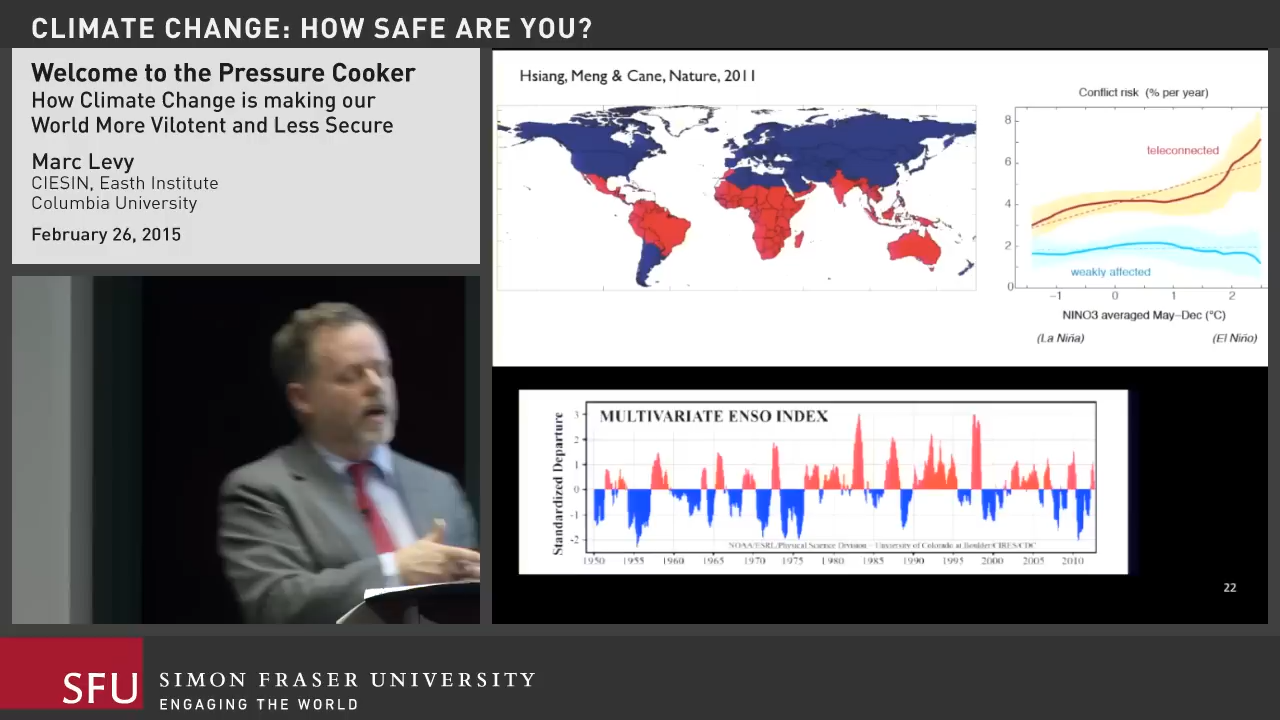 CLIMATE CHANGE: HOW SAFE ARE YOU?
Welcome to the Pressure Cooker
How Climate Change is making our
World More Vilotent and Less Secure
Marc Levy
CIESIN, Easth Institute
Columbia University
February 26, 2015
Hsiang, Meng & Cane, Nature, 2011
Conflict risk (% per year)
8
6
4
2
0
teleconnected
weakly affected
-1 0 1 2
NINO3 averaged May–Dec (°C)
(La Niña) (El Niño)
MULTIVARIATE ENSO INDEX
Standardized Departure
3
2
1
0
-1
-2
NOAA/ESRL/Physical Science Division – University of Colorado at Boulder/CIRES/CDC
1950 1955 1960 1965 1970 1975 1980 1985 1990 1995 2000 2005 2010
22
SFU
SIMON FRASER UNIVERSITY
ENGAGING THE WORLD